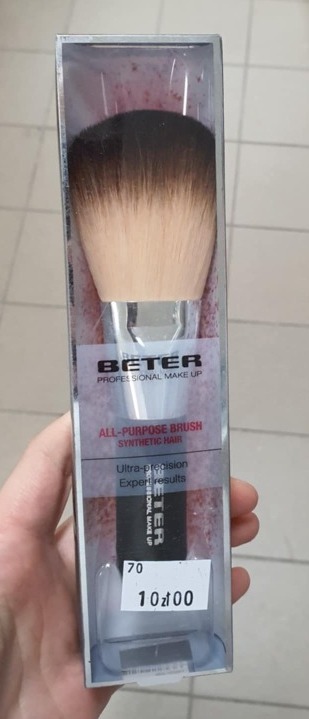 BETER
PROFESSIONAL MAKE UP
ALL-PURPOSE BRUSH
SYNTHETIC HAIR
Ultra-precision
Expert results
BETER
PROFESSIONAL MAKE UP
70
10zł00